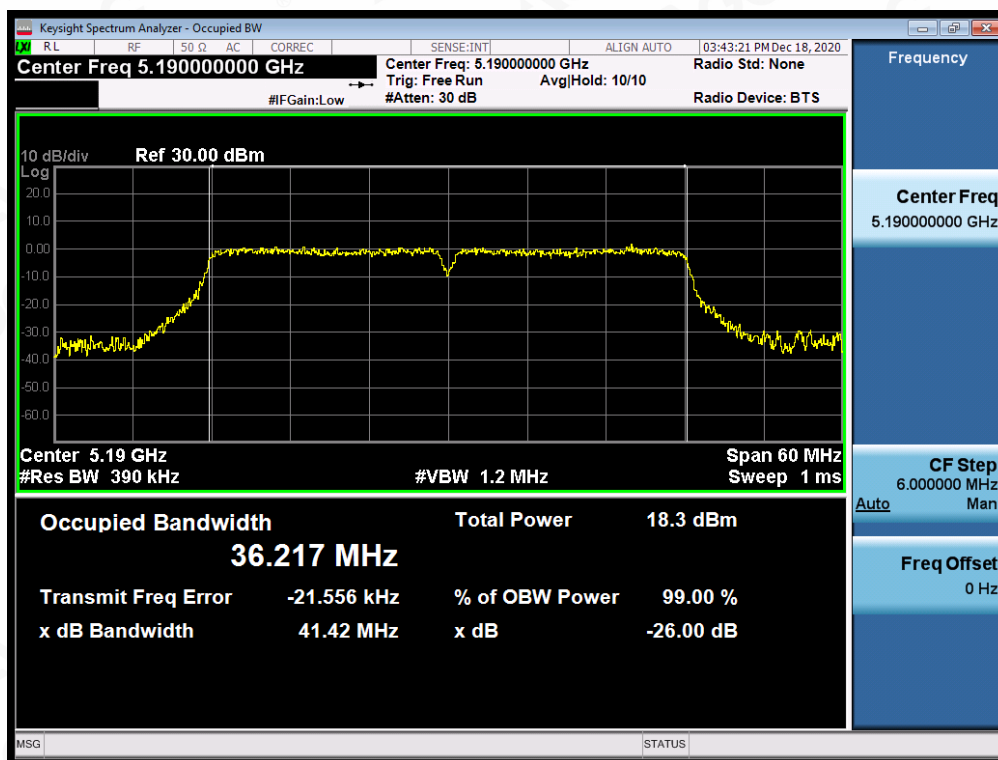 Keysight Spectrum Analyzer - Occupied BW
LXI RL RF 50 Ω AC CORREC SENSE:INT ALIGN AUTO 03:43:21 PM Dec 18, 2020
Center Freq 5.190000000 GHz
Center Freq: 5.190000000 GHz
Radio Std: None
Trig: Free Run Avg|Hold: 10/10
#IFGain:Low
#Atten: 30 dB
Radio Device: BTS
10 dB/div Ref 30.00 dBm
Log
20.0
10.0
0.00
-10.0
-20.0
-30.0
-40.0
-50.0
-60.0
Center 5.19 GHz
Span 60 MHz
#Res BW 390 kHz
#VBW 1.2 MHz
Sweep 1 ms
Occupied Bandwidth
36.217 MHz
Total Power 18.3 dBm
Transmit Freq Error -21.556 kHz
% of OBW Power 99.00 %
x dB Bandwidth 41.42 MHz
x dB -26.00 dB
MSG
STATUS
Frequency
Center Freq
5.190000000 GHz
CF Step
6.000000 MHz
Auto Man
Freq Offset
0 Hz